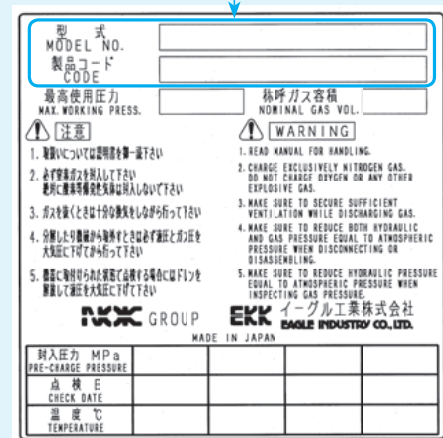 型 式
MODEL NO.
製品コード
CODE
最高使用圧力
MAX. WORKING PRESS.
称呼ガス容積
NOMINAL GAS VOL.
注意
WARNING
1. 取扱いについては説明書を御一読下さい
2. 必ず窒素ガスを封入して下さい
絶対に酸素等爆発性気体は封入しないで下さい
3. ガスを抜くときは十分な換気をしながら行って下さい
4. 分解したり機械から取外すときは必ず液圧とガス圧を
大気圧に下げてから行って下さい
5. 機器に取付けられた状態で点検する場合にはドレンを
解放して液圧を大気圧に下げて下さい
1. READ MANUAL FOR HANDLING.
2. CHARGE EXCLUSIVELY NITROGEN GAS.
DO NOT CHARGE OXYGEN OR ANY OTHER
EXPLOSIVE GAS.
3. MAKE SURE TO SECURE SUFFICIENT
VENTILATION WHILE DISCHARGING GAS.
4. MAKE SURE TO REDUCE BOTH HYDRAULIC
AND GAS PRESSURE EQUAL TO ATMOSPHERIC
PRESSURE WHEN DISCONNECTING OR
DISASSEMBLING.
5. MAKE SURE TO REDUCE HYDRAULIC PRESSURE
EQUAL TO ATMOSPHERIC PRESSURE WHEN
INSPECTING GAS PRESSURE.
NOK GROUP
EKK イーグル工業株式会社
EAGLE INDUSTRY CO., LTD.
MADE IN JAPAN
封入圧力 MPa
PRE-CHARGE PRESSURE
点 検 日
CHECK DATE
温 度 ℃
TEMPERATURE